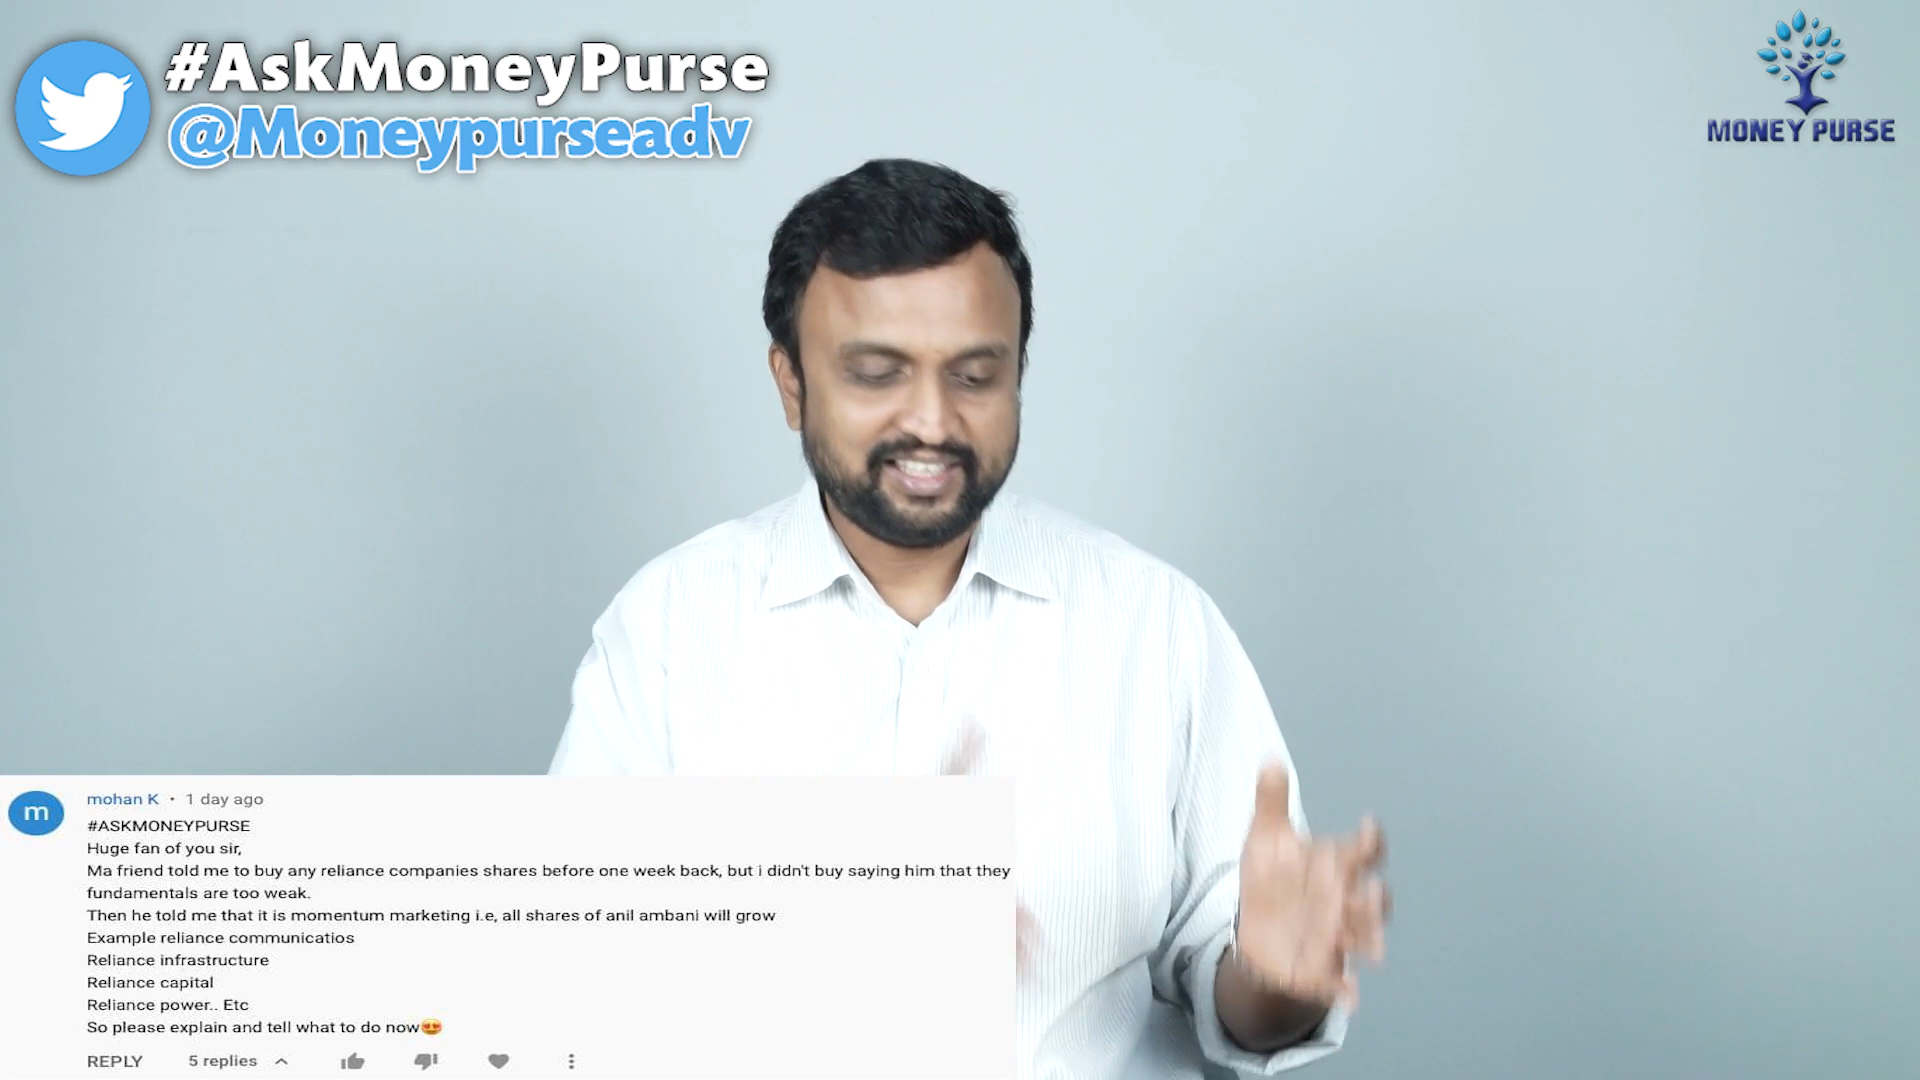 #AskMoneyPurse
@Moneypurseadv
MONEY PURSE
m
mohan K • 1 day ago
#ASKMONEYPURSE
Huge fan of you sir,
Ma friend told me to buy any reliance companies shares before one week back, but i didn't buy saying him that they
fundamentals are too weak.
Then he told me that it is momentum marketing i.e, all shares of anil ambani will grow
Example reliance communicatios
Reliance infrastructure
Reliance capital
Reliance power.. Etc
So please explain and tell what to do now😍
REPLY 5 replies